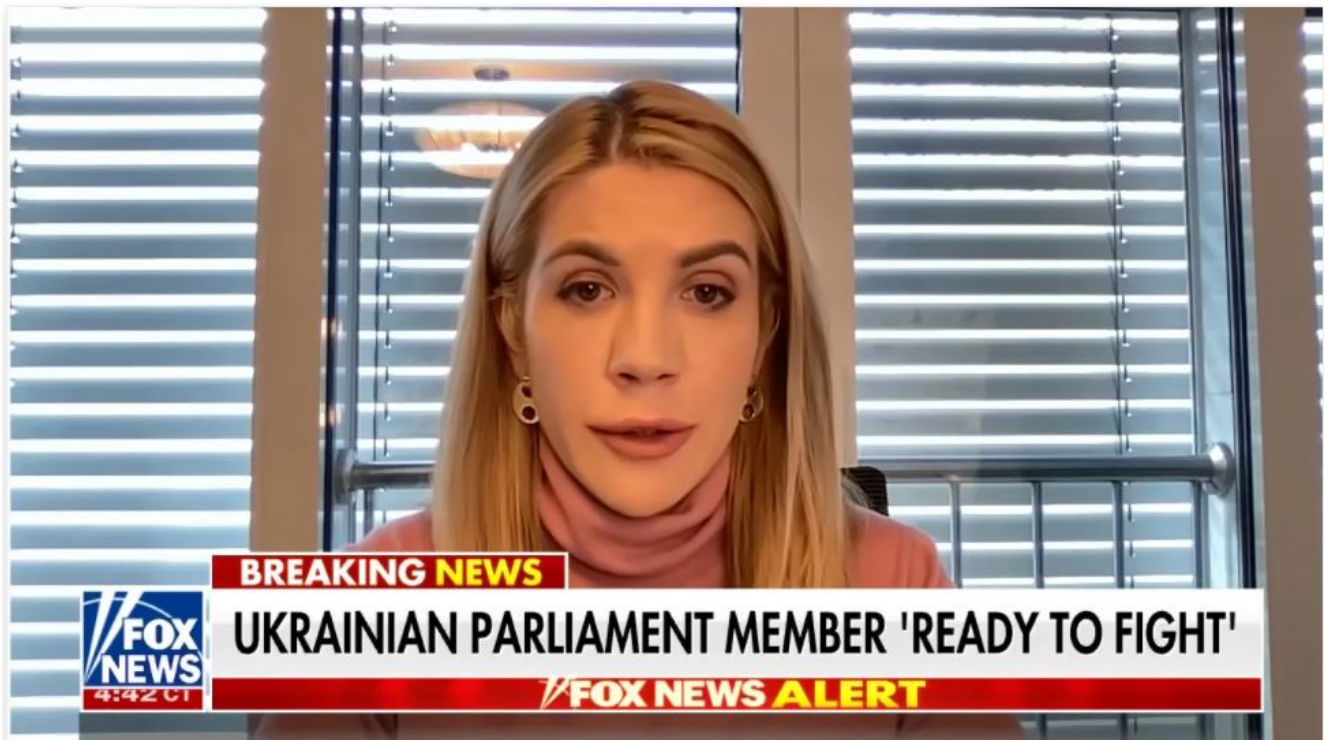 BREAKING NEWS
UKRAINIAN PARLIAMENT MEMBER 'READY TO FIGHT'
FOX
NEWS
4:42 CT
FOX NEWS ALERT